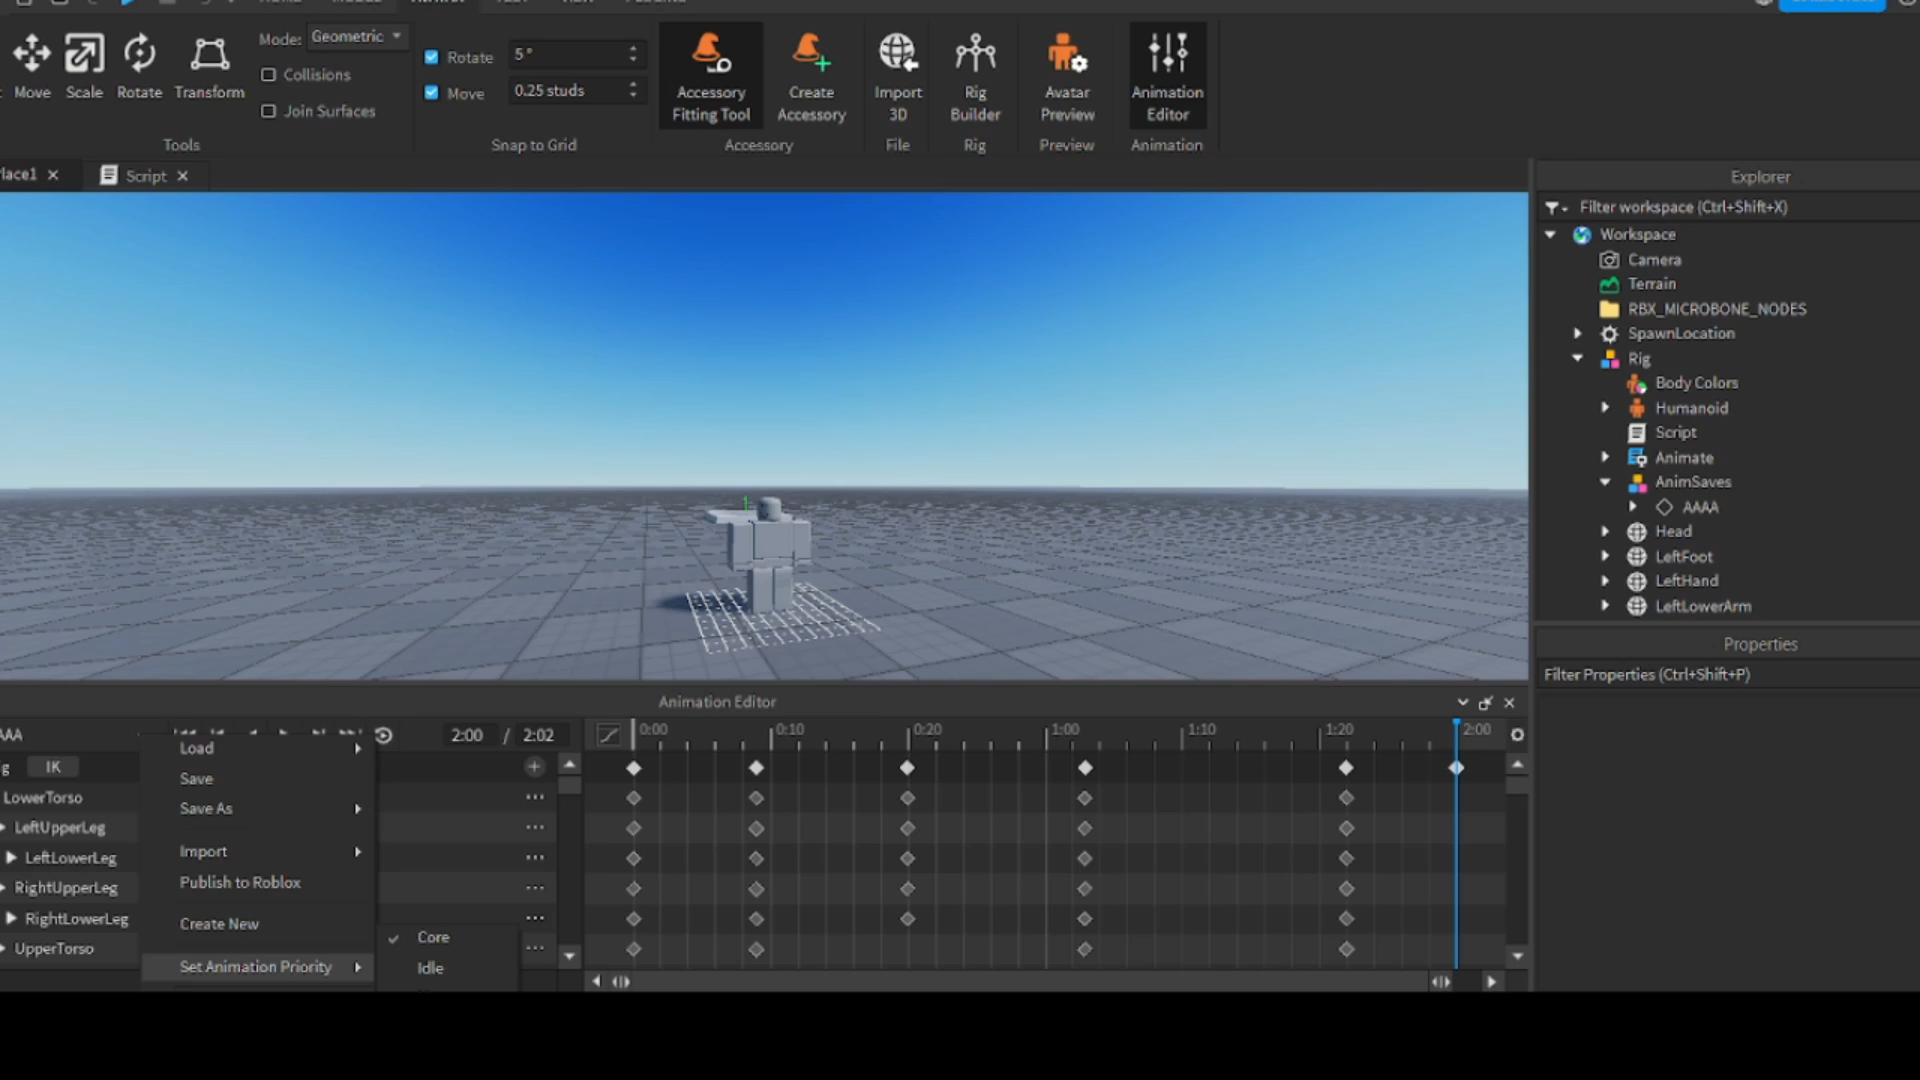 Move
Scale
Rotate
Transform
Mode: Geometric
Collisions
Join Surfaces
Tools
Rotate 5 °
Move 0.25 studs
Snap to Grid
Accessory
Fitting Tool
Create
Accessory
Accessory
Import
3D
File
Rig
Builder
Rig
Avatar
Preview
Preview
Animation
Editor
Animation
lace1
Script
Explorer
Filter workspace (Ctrl+Shift+X)
Workspace
Camera
Terrain
RBX_MICROBONE_NODES
SpawnLocation
Rig
Body Colors
Humanoid
Script
Animate
AnimSaves
AAAA
Head
LeftFoot
LeftHand
LeftLowerArm
Properties
Filter Properties (Ctrl+Shift+P)
Animation Editor
AAA
2:00 / 2:02
0:00 0:10 0:20 1:00 1:10 1:20 2:00
g IK
LowerTorso
LeftUpperLeg
LeftLowerLeg
RightUpperLeg
RightLowerLeg
UpperTorso
Load
Save
Save As
Import
Publish to Roblox
Create New
Set Animation Priority
Core
Idle